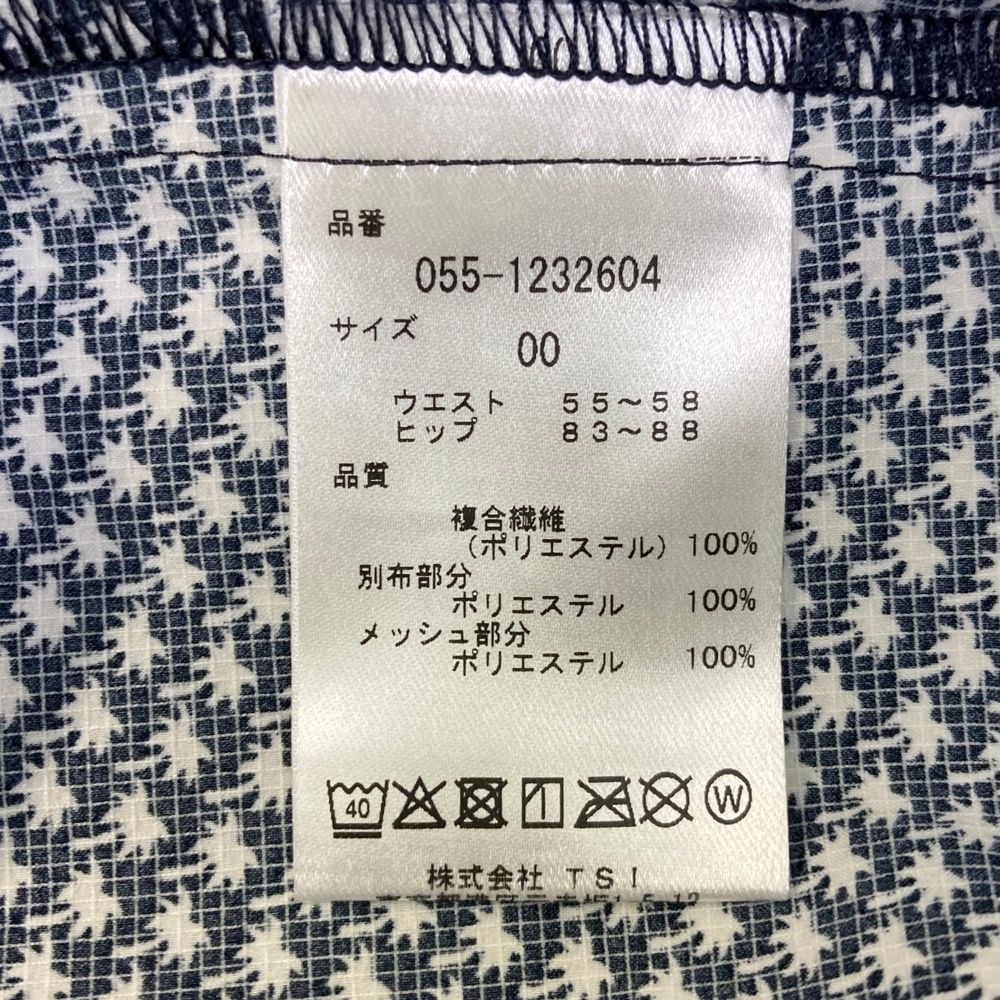 品番
055-1232604
サイズ
00
ウエスト 55～58
ヒップ 83～88
品質
複合繊維
(ポリエステル) 100%
別布部分
ポリエステル 100%
メッシュ部分
ポリエステル 100%
40
W
株式会社 TSI